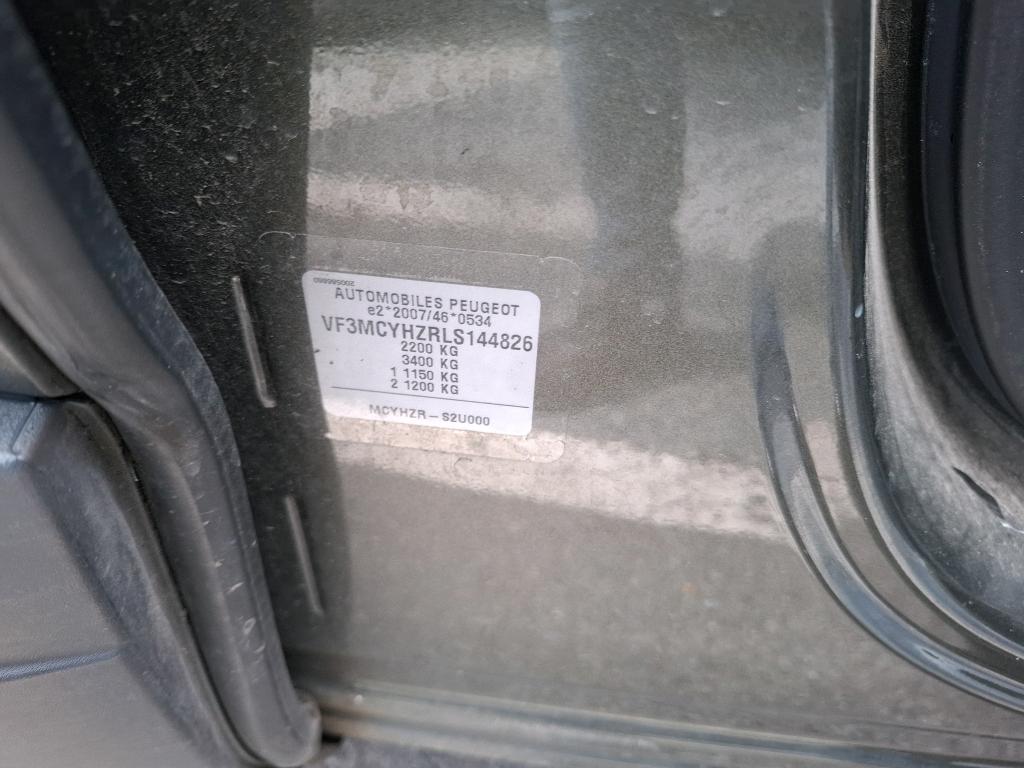 AUTOMOBILES PEUGEOT
e2*2007/46*0534
VF3MCYHZRLS144826
2200 KG
3400 KG
1 1150 KG
2 1200 KG
MCYHZR – S2U000